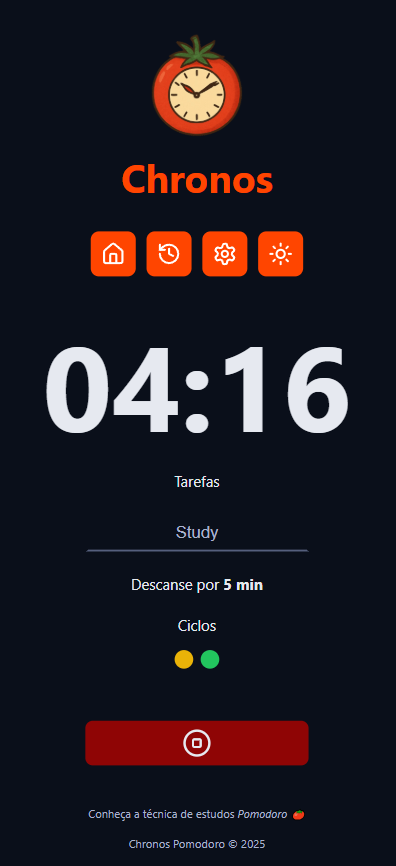 Chronos
04:16
Tarefas
Study
Descanse por 5 min
Ciclos
Conheça a técnica de estudos Pomodoro 🍅
Chronos Pomodoro © 2025